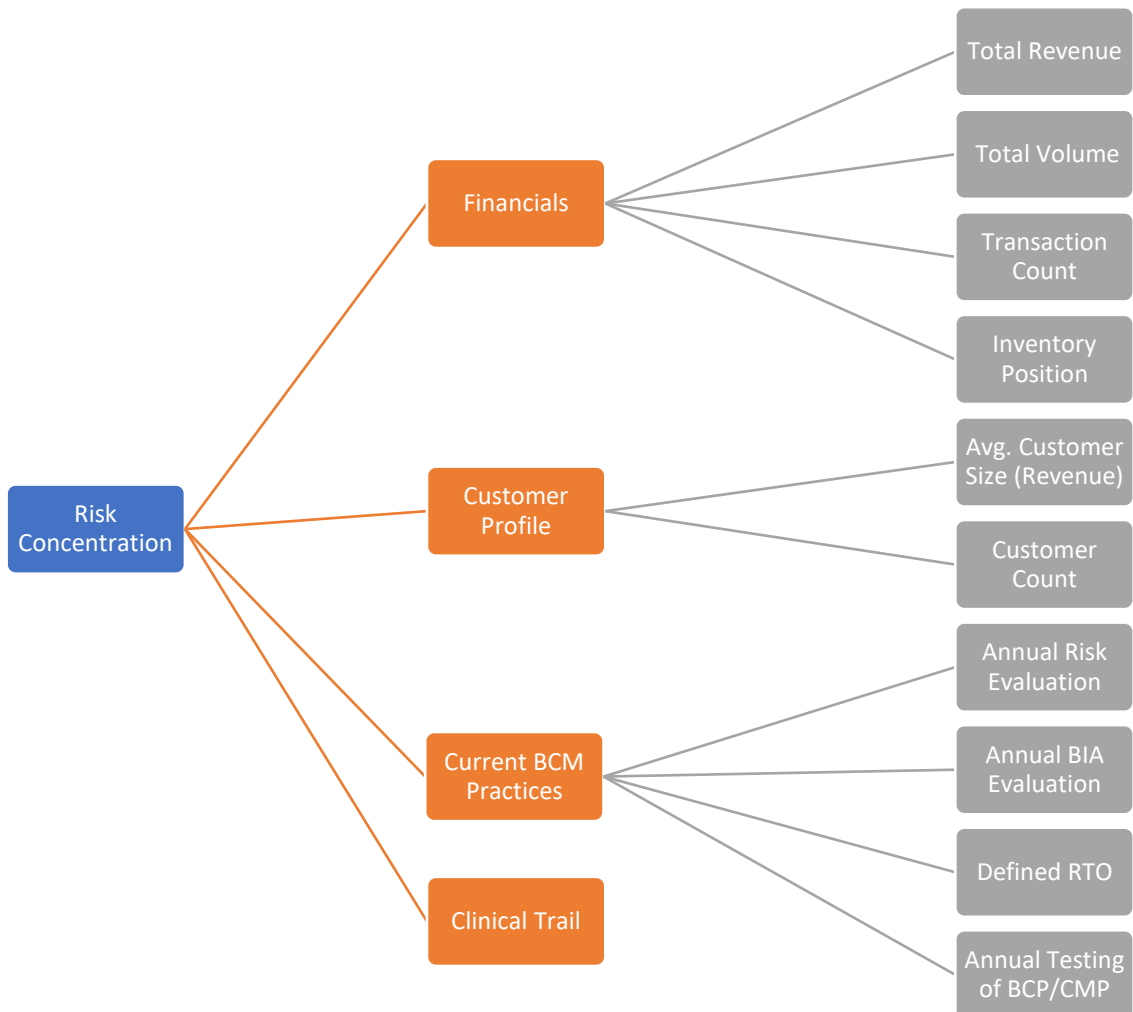 Total Revenue
Total Volume
Financials
Transaction
Count
Inventory
Position
Avg. Customer
Size (Revenue)
Customer
Profile
Risk
Concentration
Customer
Count
Annual Risk
Evaluation
Current BCM
Practices
Annual BIA
Evaluation
Defined RTO
Clinical Trail
Annual Testing
of BCP/CMP